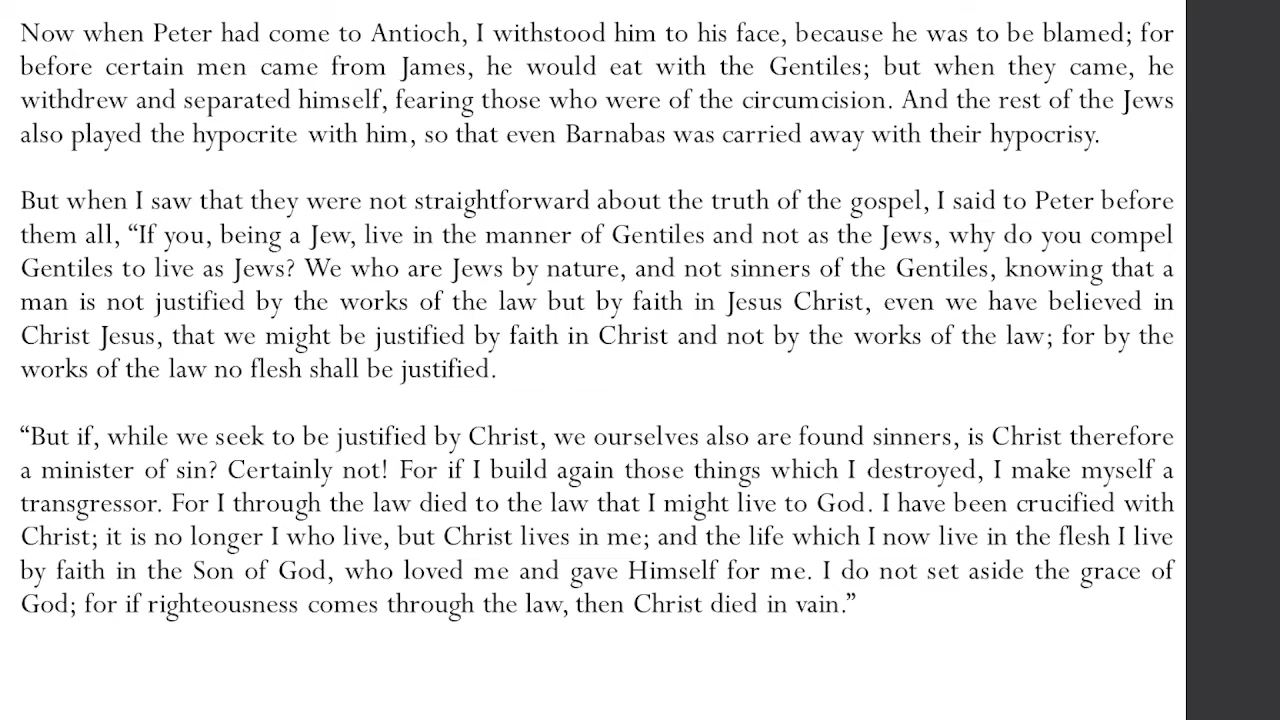 Now when Peter had come to Antioch, I withstood him to his face, because he was to be blamed; for
before certain men came from James, he would eat with the Gentiles; but when they came, he
withdrew and separated himself, fearing those who were of the circumcision. And the rest of the Jews
also played the hypocrite with him, so that even Barnabas was carried away with their hypocrisy.
But when I saw that they were not straightforward about the truth of the gospel, I said to Peter before
them all, “If you, being a Jew, live in the manner of Gentiles and not as the Jews, why do you compel
Gentiles to live as Jews? We who are Jews by nature, and not sinners of the Gentiles, knowing that a
man is not justified by the works of the law but by faith in Jesus Christ, even we have believed in
Christ Jesus, that we might be justified by faith in Christ and not by the works of the law; for by the
works of the law no flesh shall be justified.
“But if, while we seek to be justified by Christ, we ourselves also are found sinners, is Christ therefore
a minister of sin? Certainly not! For if I build again those things which I destroyed, I make myself a
transgressor. For I through the law died to the law that I might live to God. I have been crucified with
Christ; it is no longer I who live, but Christ lives in me; and the life which I now live in the flesh I live
by faith in the Son of God, who loved me and gave Himself for me. I do not set aside the grace of
God; for if righteousness comes through the law, then Christ died in vain.”